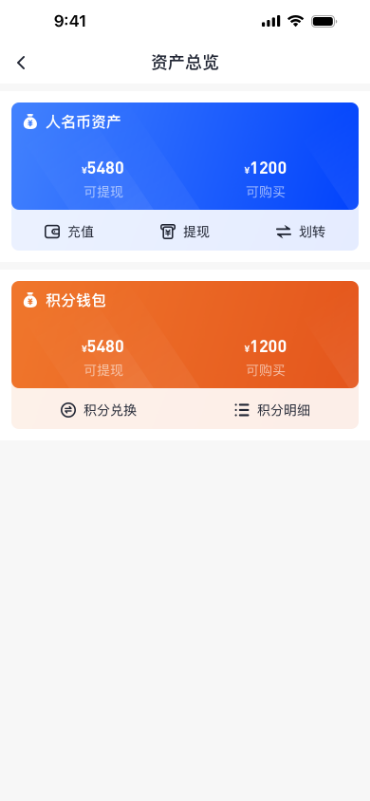 9:41
资产总览
人名币资产
¥5480 ¥1200
可提现 可购买
充值 提现 划转
积分钱包
¥5480 ¥1200
可提现 可购买
积分兑换 积分明细